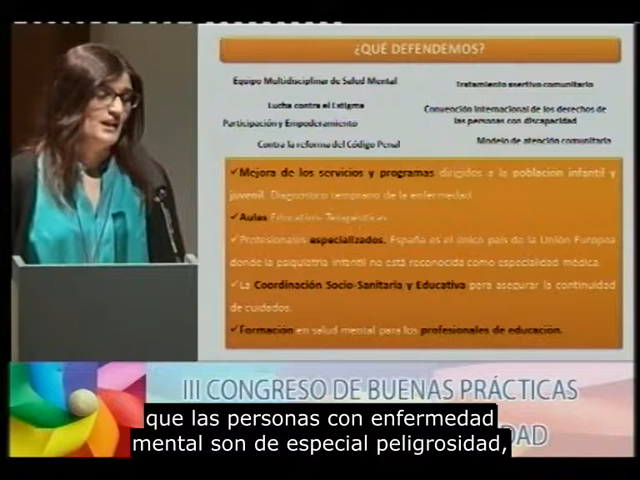 ¿QUÉ DEFENDEMOS?
Equipo Multidisciplinar de Salud Mental
Tratamiento asertivo comunitario
Lucha contra el Estigma
Convención Internacional de los derechos de
las personas con discapacidad
Participación y Empoderamiento
Contra la reforma del Código Penal
Modelo de atención comunitaria
✓Mejora de los servicios y programas dirigidos a la población infantil y
juvenil. Diagnóstico temprano de la enfermedad.
✓Aulas Educativo-Terapéuticas
✓Profesionales especializados. España es el único país de la Unión Europea
donde la psiquiatría infantil no está reconocida como especialidad médica.
✓La Coordinación Socio-Sanitaria y Educativa para asegurar la continuidad
de cuidados.
✓Formación en salud mental para los profesionales de educación.
III CONGRESO DE BUENAS PRÁCTICAS
DAD
que las personas con enfermedad
mental son de especial peligrosidad,